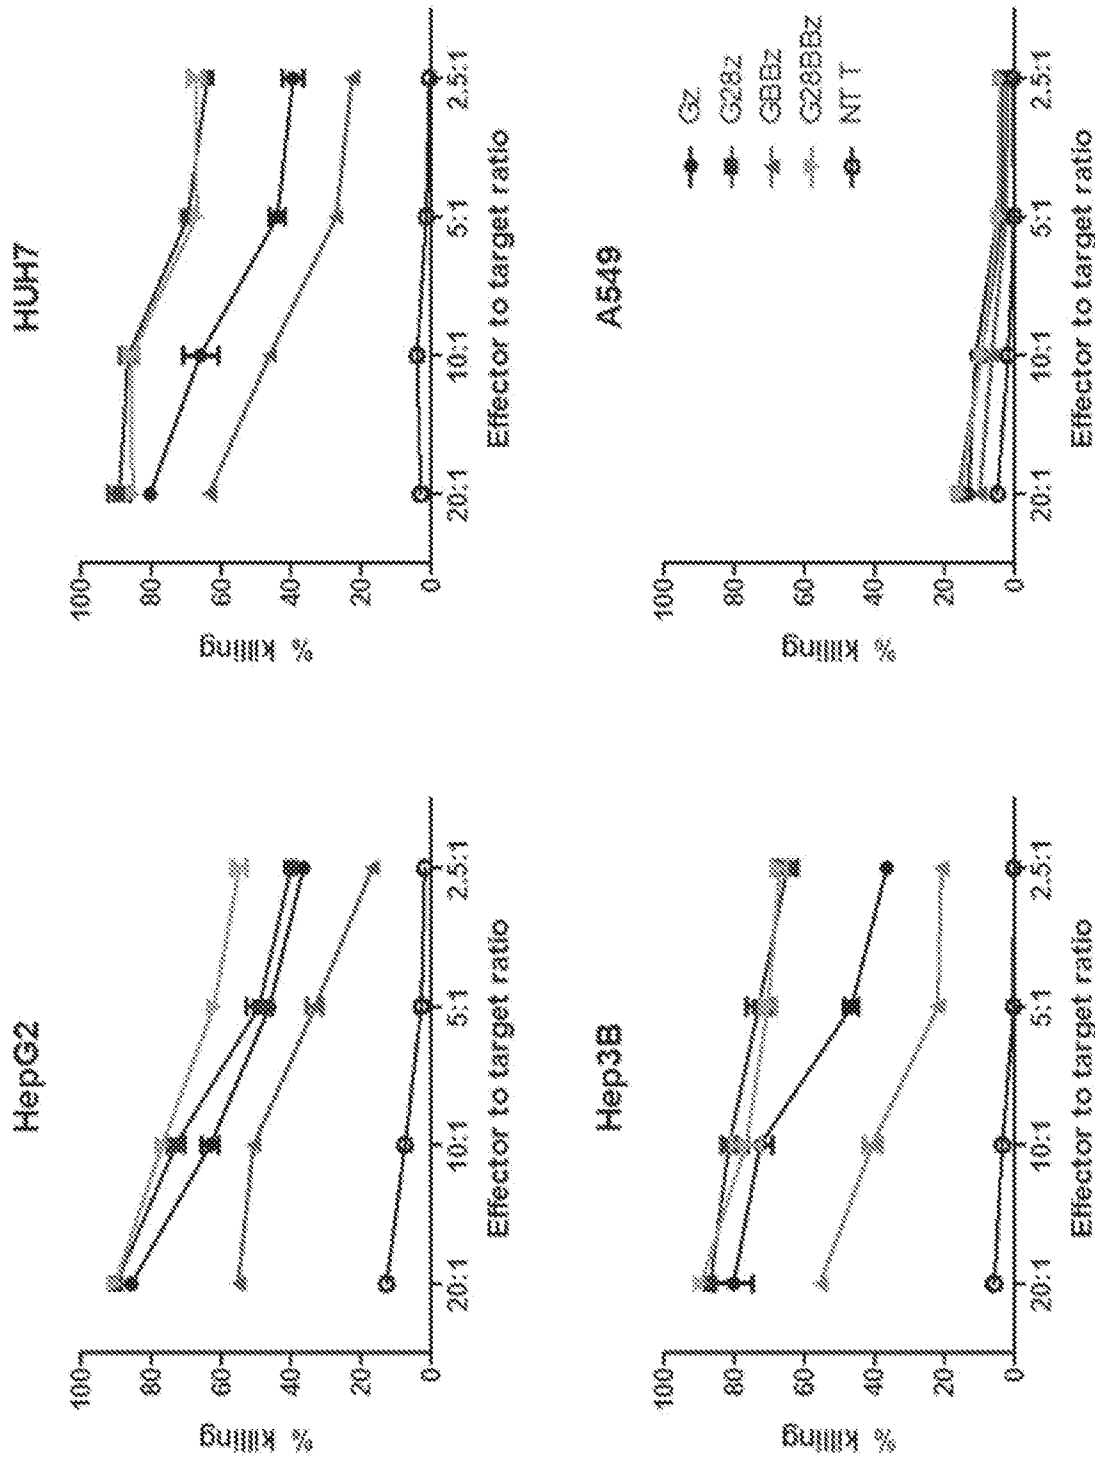 HepG2
% killing
100
80
60
40
20
0
20:1
10:1
5:1
2.5:1
Effector to target ratio
HUH7
% killing
100
80
60
40
20
0
20:1
10:1
5:1
2.5:1
Effector to target ratio
Hep3B
% killing
100
80
60
40
20
0
20:1
10:1
5:1
2.5:1
Effector to target ratio
A549
% killing
100
80
60
40
20
0
20:1
10:1
5:1
2.5:1
Effector to target ratio
Gz
G28z
GBBz
G28BBz
NT T